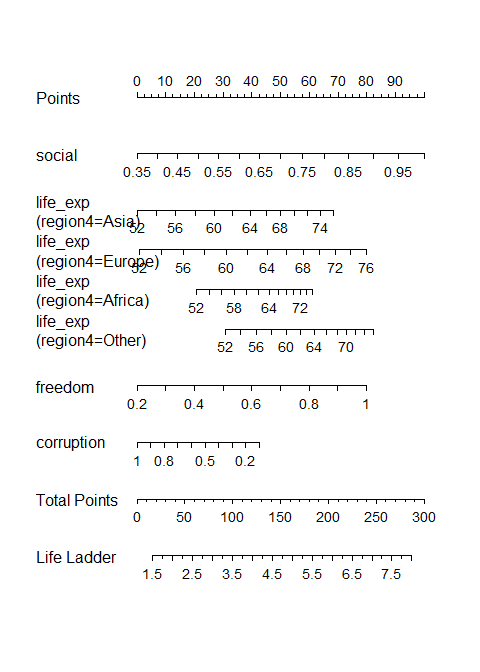 0 10 20 30 40 50 60 70 80 90
Points
social
0.35 0.45 0.55 0.65 0.75 0.85 0.95
life_exp
(region4=Asia)
52 56 60 64 68 74
life_exp
(region4=Europe)
52 56 60 64 68 72 76
life_exp
(region4=Africa)
52 58 64 72
life_exp
(region4=Other)
52 56 60 64 70
freedom
0.2 0.4 0.6 0.8 1
corruption
1 0.8 0.5 0.2
Total Points
0 50 100 150 200 250 300
Life Ladder
1.5 2.5 3.5 4.5 5.5 6.5 7.5